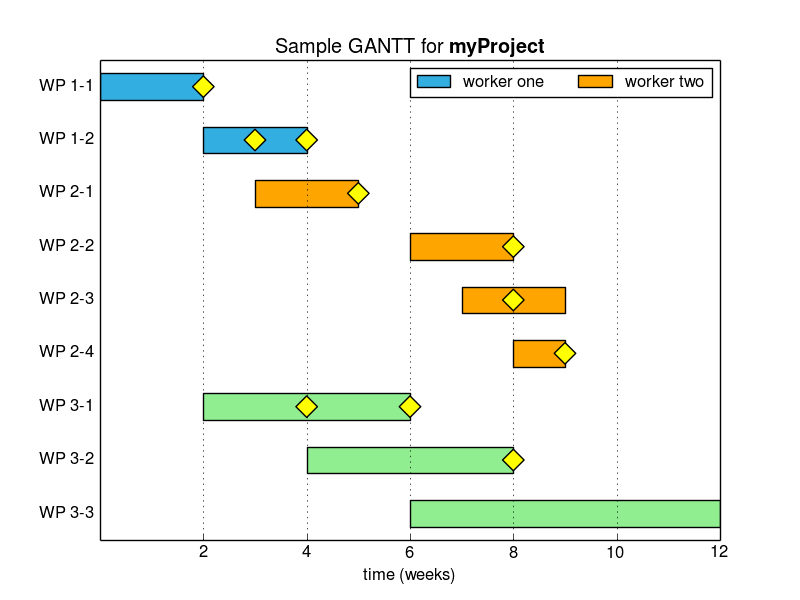 Sample GANTT for myProject
WP 1-1
worker one
worker two
WP 1-2
WP 2-1
WP 2-2
WP 2-3
WP 2-4
WP 3-1
WP 3-2
WP 3-3
2 4 6 8 10 12
time (weeks)